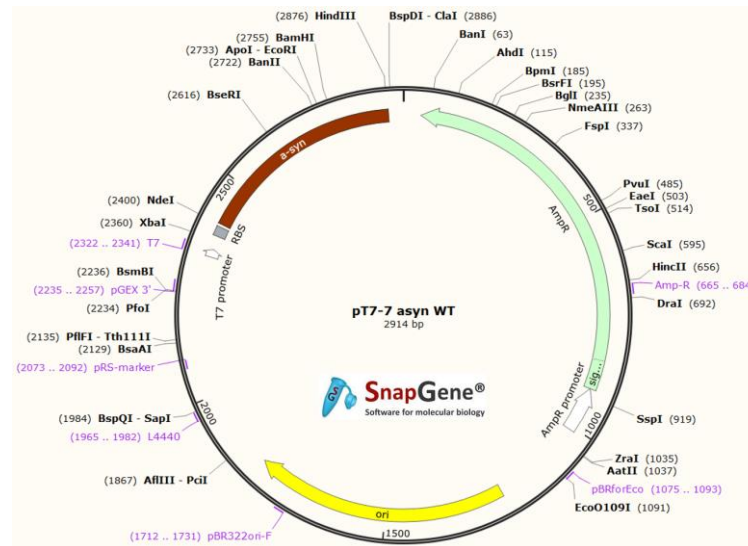 (2876) HindIII
BspDI - ClaI (2886)
(2755) BamHI
BanI (63)
(2733) ApoI - EcoRI
AhdI (115)
(2722) BanII
BpmI (185)
BsrFI (195)
(2616) BseRI
BglI (235)
NmeAIII (263)
FspI (337)
a-syn
2500
500
AmpR
PvuI (485)
EaeI (503)
TsoI (514)
(2400) NdeI
(2360) XbaI
RBS
(2322 .. 2341) T7
T7 promoter
ScaI (595)
HincII (656)
(2236) BsmBI
(2235 .. 2257) pGEX 3'
(2234) PfoI
Amp-R (665 .. 684
DraI (692)
pT7-7 asyn WT
2914 bp
(2135) PflFI - Tth111I
(2129) BsaAI
(2073 .. 2092) pRS-marker
SnapGene®
Software for molecular biology
sig...
AmpR promoter
2000
1000
(1984) BspQI - SapI
(1965 .. 1982) L4440
SspI (919)
ZraI (1035)
AatII (1037)
(1867) AflIII - PciI
pBRforEco (1075 .. 1093)
EcoO109I (1091)
ori
1500
(1712 .. 1731) pBR322ori-F